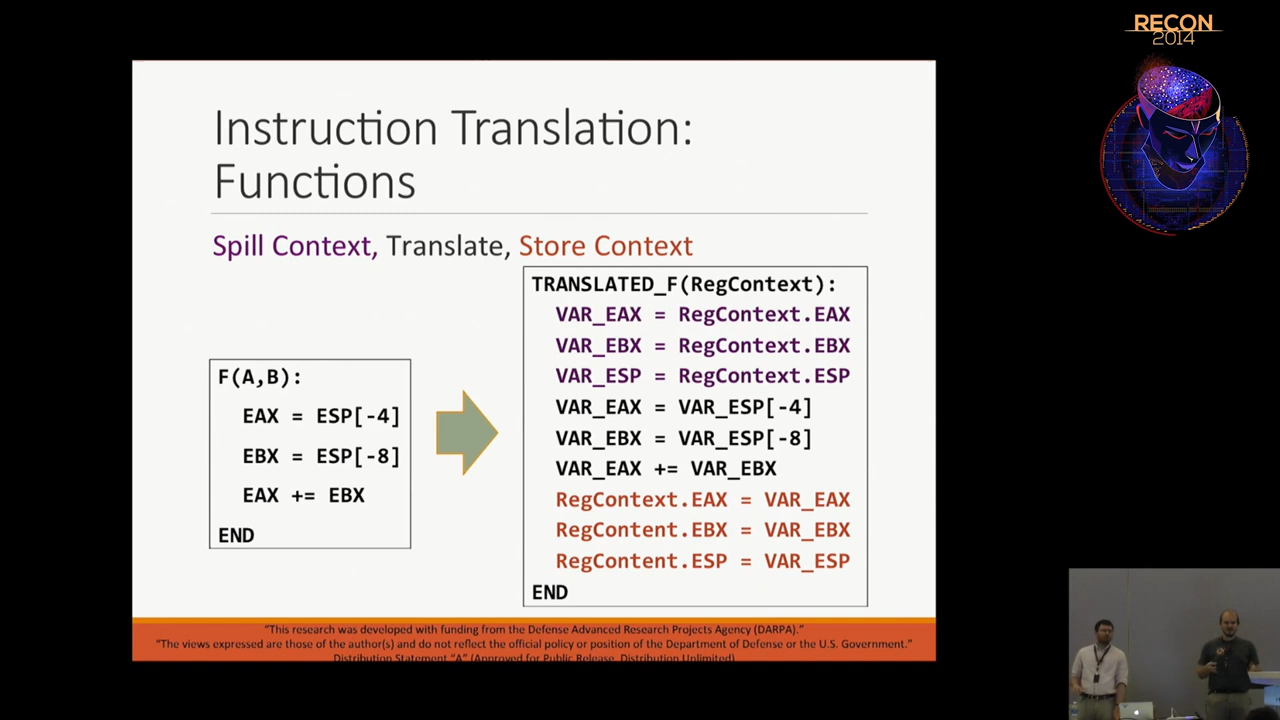 RECON
2014
Instruction Translation:
Functions
Spill Context, Translate, Store Context
F(A,B):
EAX = ESP[-4]
EBX = ESP[-8]
EAX += EBX
END
TRANSLATED_F(RegContext):
VAR_EAX = RegContext.EAX
VAR_EBX = RegContext.EBX
VAR_ESP = RegContext.ESP
VAR_EAX = VAR_ESP[-4]
VAR_EBX = VAR_ESP[-8]
VAR_EAX += VAR_EBX
RegContext.EAX = VAR_EAX
RegContent.EBX = VAR_EBX
RegContent.ESP = VAR_ESP
END
"This research was developed with funding from the Defense Advanced Research Projects Agency (DARPA)."
"The views expressed are those of the author(s) and do not reflect the official policy or position of the Department of Defense or the U.S. Government."
Distribution Statement "A" (Approved for Public Release, Distribution Unlimited)